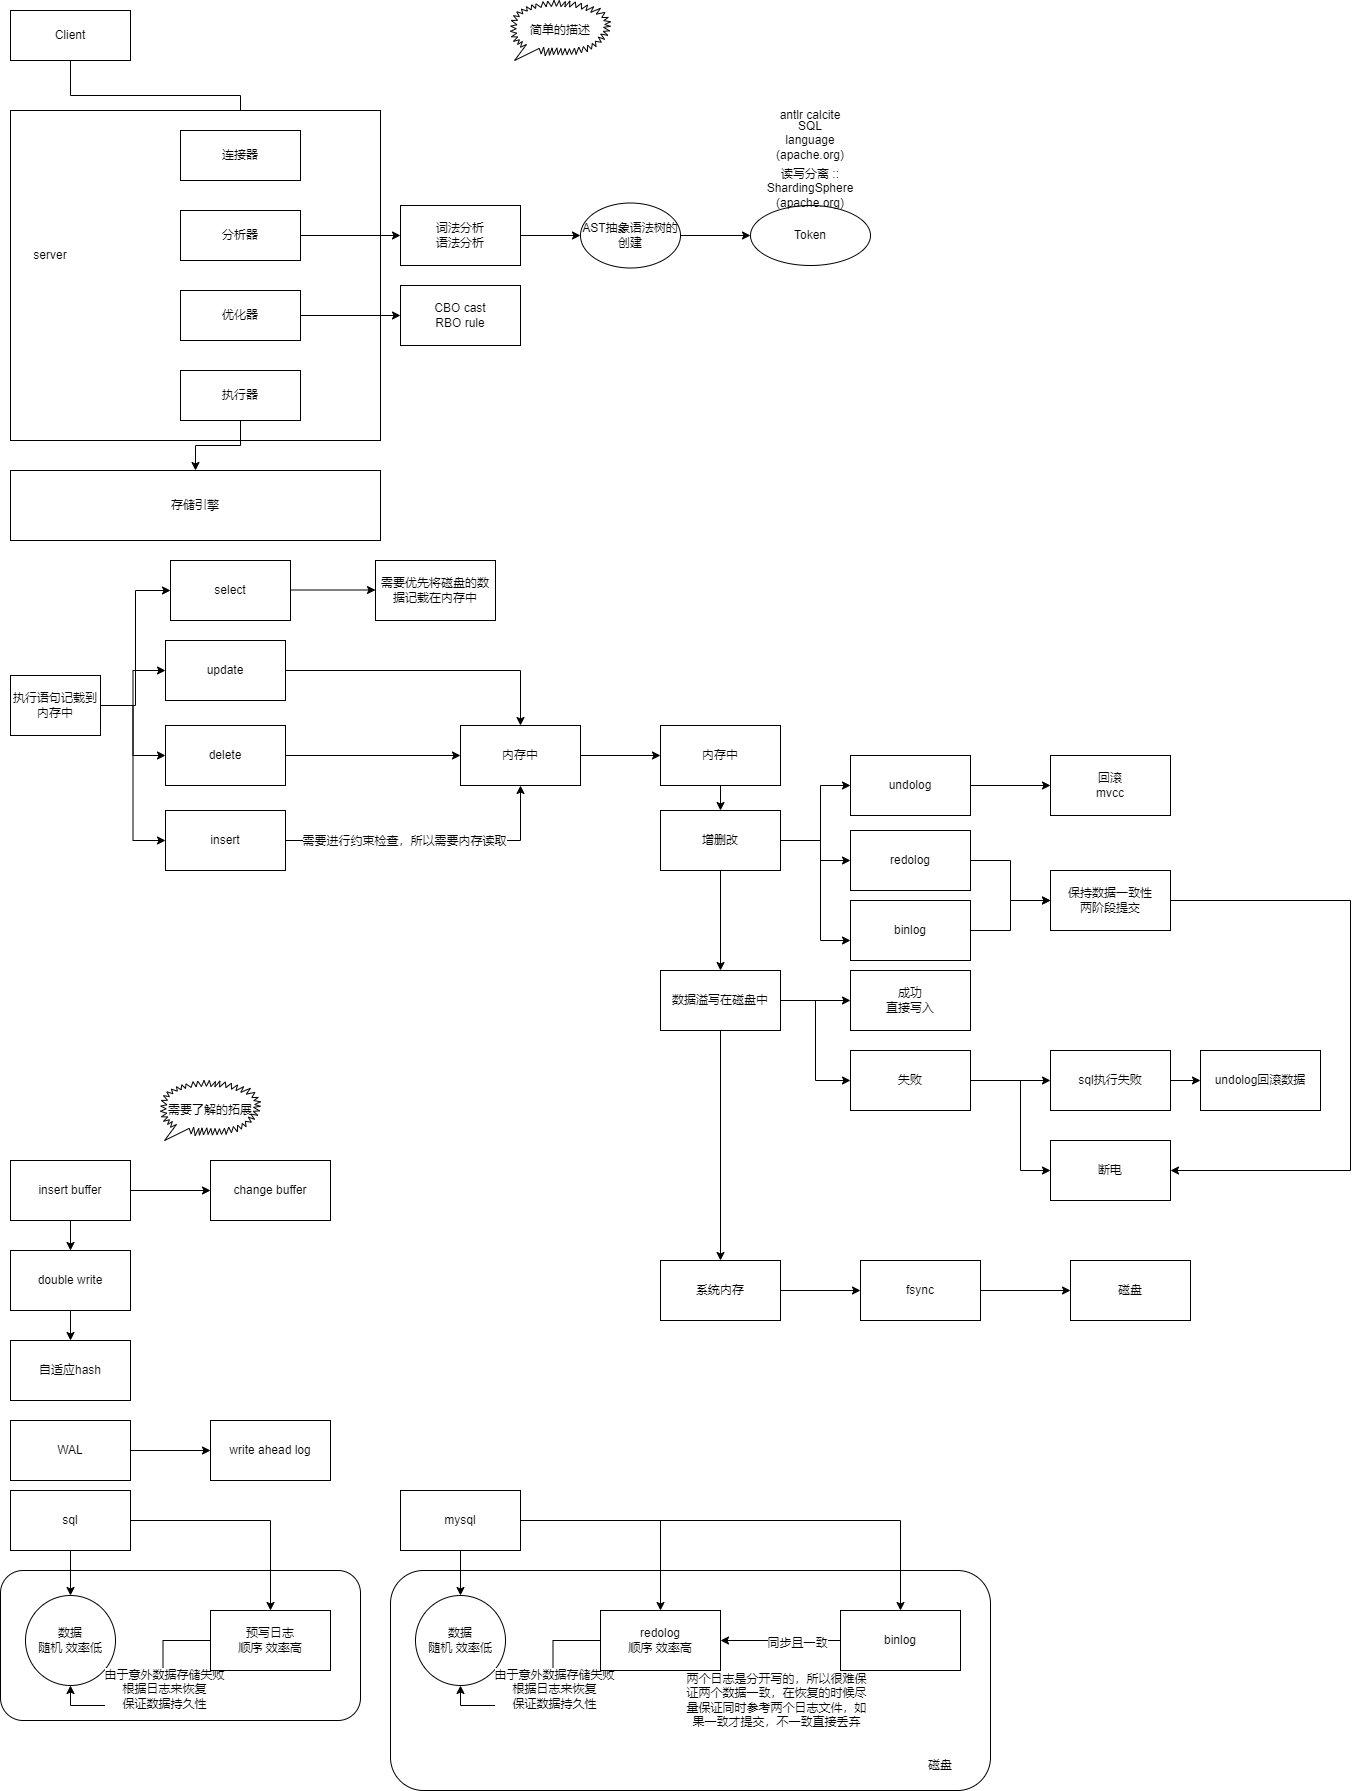 Client
简单的描述
server
连接器
分析器
优化器
执行器
词法分析
语法分析
AST抽象语法树的
创建
antlr calcite
SQL
language
(apache.org)
读写分离 ::
ShardingSphere
(apache.org)
Token
CBO cast
RBO rule
存储引擎
执行语句记载到
内存中
select
需要优先将磁盘的数
据记载在内存中
update
delete
insert
需要进行约束检查，所以需要内存读取
内存中
内存中
增删改
undolog
回滚
mvcc
redolog
binlog
保持数据一致性
两阶段提交
数据溢写在磁盘中
成功
直接写入
失败
sql执行失败
undolog回滚数据
断电
系统内存
fsync
磁盘
需要了解的拓展
insert buffer
change buffer
double write
自适应hash
WAL
write ahead log
sql
数据
随机 效率低
预写日志
顺序 效率高
由于意外数据存储失败
根据日志来恢复
保证数据持久性
mysql
数据
随机 效率低
redolog
顺序 效率高
由于意外数据存储失败
根据日志来恢复
保证数据持久性
同步且一致
binlog
两个日志是分开写的，所以很难保
证两个数据一致，在恢复的时候尽
量保证同时参考两个日志文件，如
果一致才提交，不一致直接丢弃
磁盘